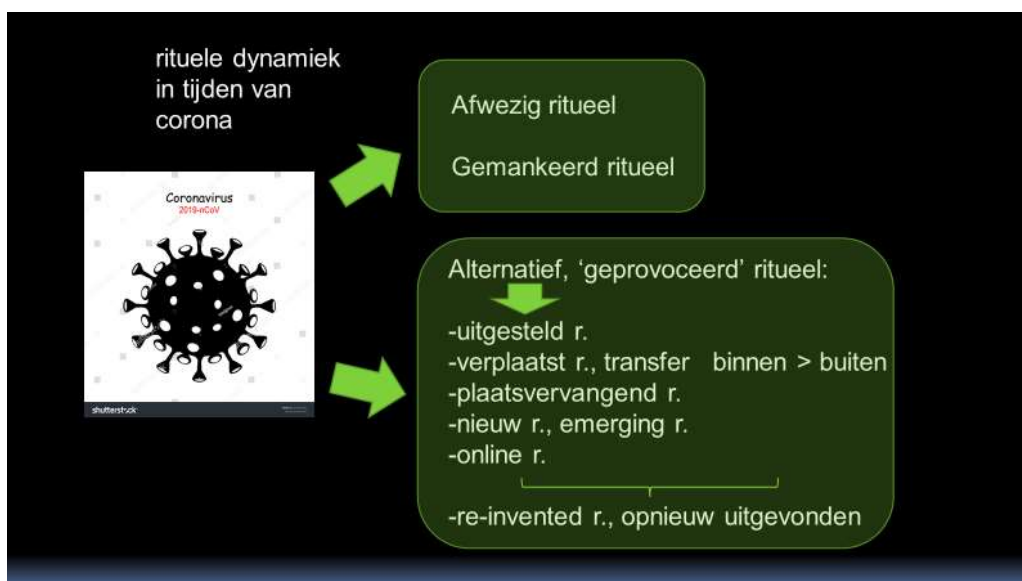 rituele dynamiek
in tijden van
corona
Coronavirus
2019-nCoV
shutterstock
Afwezig ritueel
Gemankeerd ritueel
Alternatief, ‘geprovoceerd’ ritueel:
-uitgesteld r.
-verplaatst r., transfer binnen > buiten
-plaatsvervangend r.
-nieuw r., emerging r.
-online r.
-re-invented r., opnieuw uitgevonden